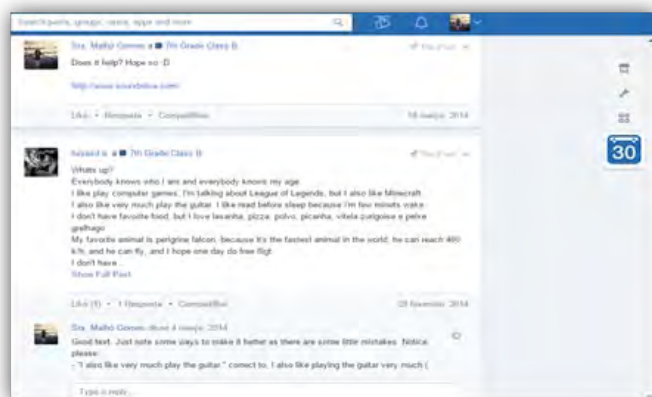 Search posts, groups, users, apps and more
Sra. Malhó Gomes a 7th Grade Class B
Does it help? Hope so :D
Like • Resposta • Compartilhar
18 março, 2014
a 7th Grade Class B
Whats up?
Everybody knows who I am and everybody knows my age.
I like play computer games, I'm talking about League of Legends, but I also like Minecraft.
I also like very much play the guitar. I like read before sleep because I'm few minuts wake.
I don't have favorite food, but I love lasanha, pizza, polvo, picanha, vitela zurigoise e peixe
grelhago
My favorite animal is perigrine falcon, because it's the fastest animal in the world, he can reach
k/h, and he can fly, and I hope one day do free fligt.
I don't have ...
Show Full Post
Like (1) • 1 Resposta • Compartilhar
2014
30
Sra. Malhó Gomes disse 4 março, 2014
Good text. Just note some ways to make it better as there are some little mistakes. Notice,
please:
- "I also like very much play the guitar." correct to: I also like playing the guitar very much (
Type a reply...